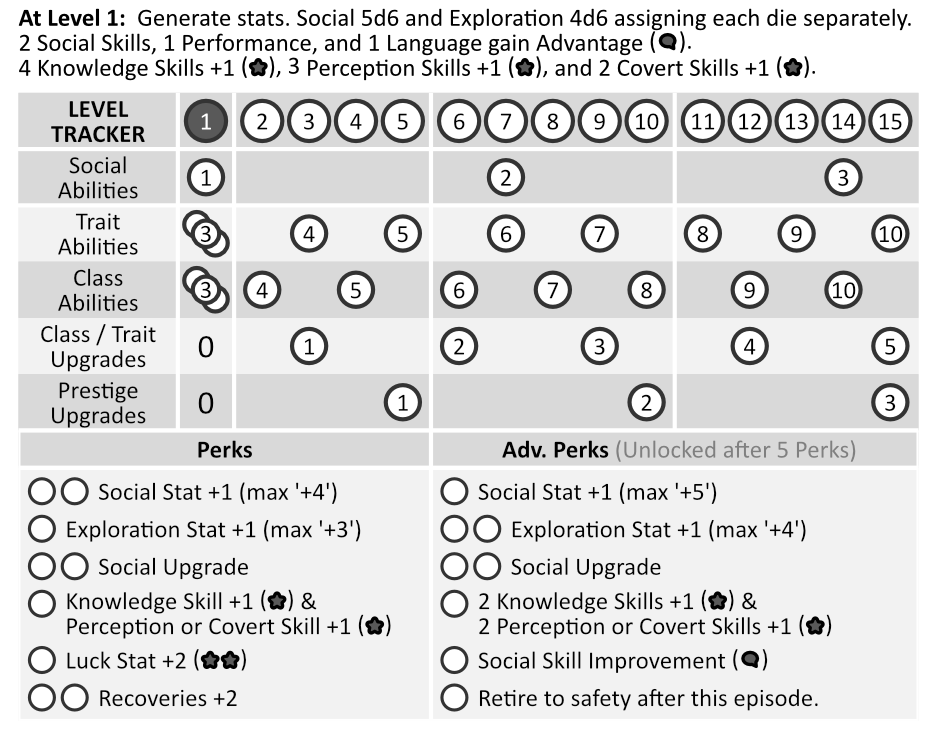 At Level 1: Generate stats. Social 5d6 and Exploration 4d6 assigning each die separately.
2 Social Skills, 1 Performance, and 1 Language gain Advantage ( ).
4 Knowledge Skills +1 ( ), 3 Perception Skills +1 ( ), and 2 Covert Skills +1 ( ).
LEVEL
TRACKER
1 2 3 4 5 6 7 8 9 10 11 12 13 14 15
Social
Abilities
1 2 3
Trait
Abilities
3 4 5 6 7 8 9 10
Class
Abilities
3 4 5 6 7 8 9 10
Class / Trait
Upgrades
0 1 2 3 4 5
Prestige
Upgrades
0 1 2 3
Perks
Social Stat +1 (max '+4')
Exploration Stat +1 (max '+3')
Social Upgrade
Knowledge Skill +1 ( ) &
Perception or Covert Skill +1 ( )
Luck Stat +2 ( )
Recoveries +2
Adv. Perks (Unlocked after 5 Perks)
Social Stat +1 (max '+5')
Exploration Stat +1 (max '+4')
Social Upgrade
2 Knowledge Skills +1 ( ) &
2 Perception or Covert Skills +1 ( )
Social Skill Improvement ( )
Retire to safety after this episode.